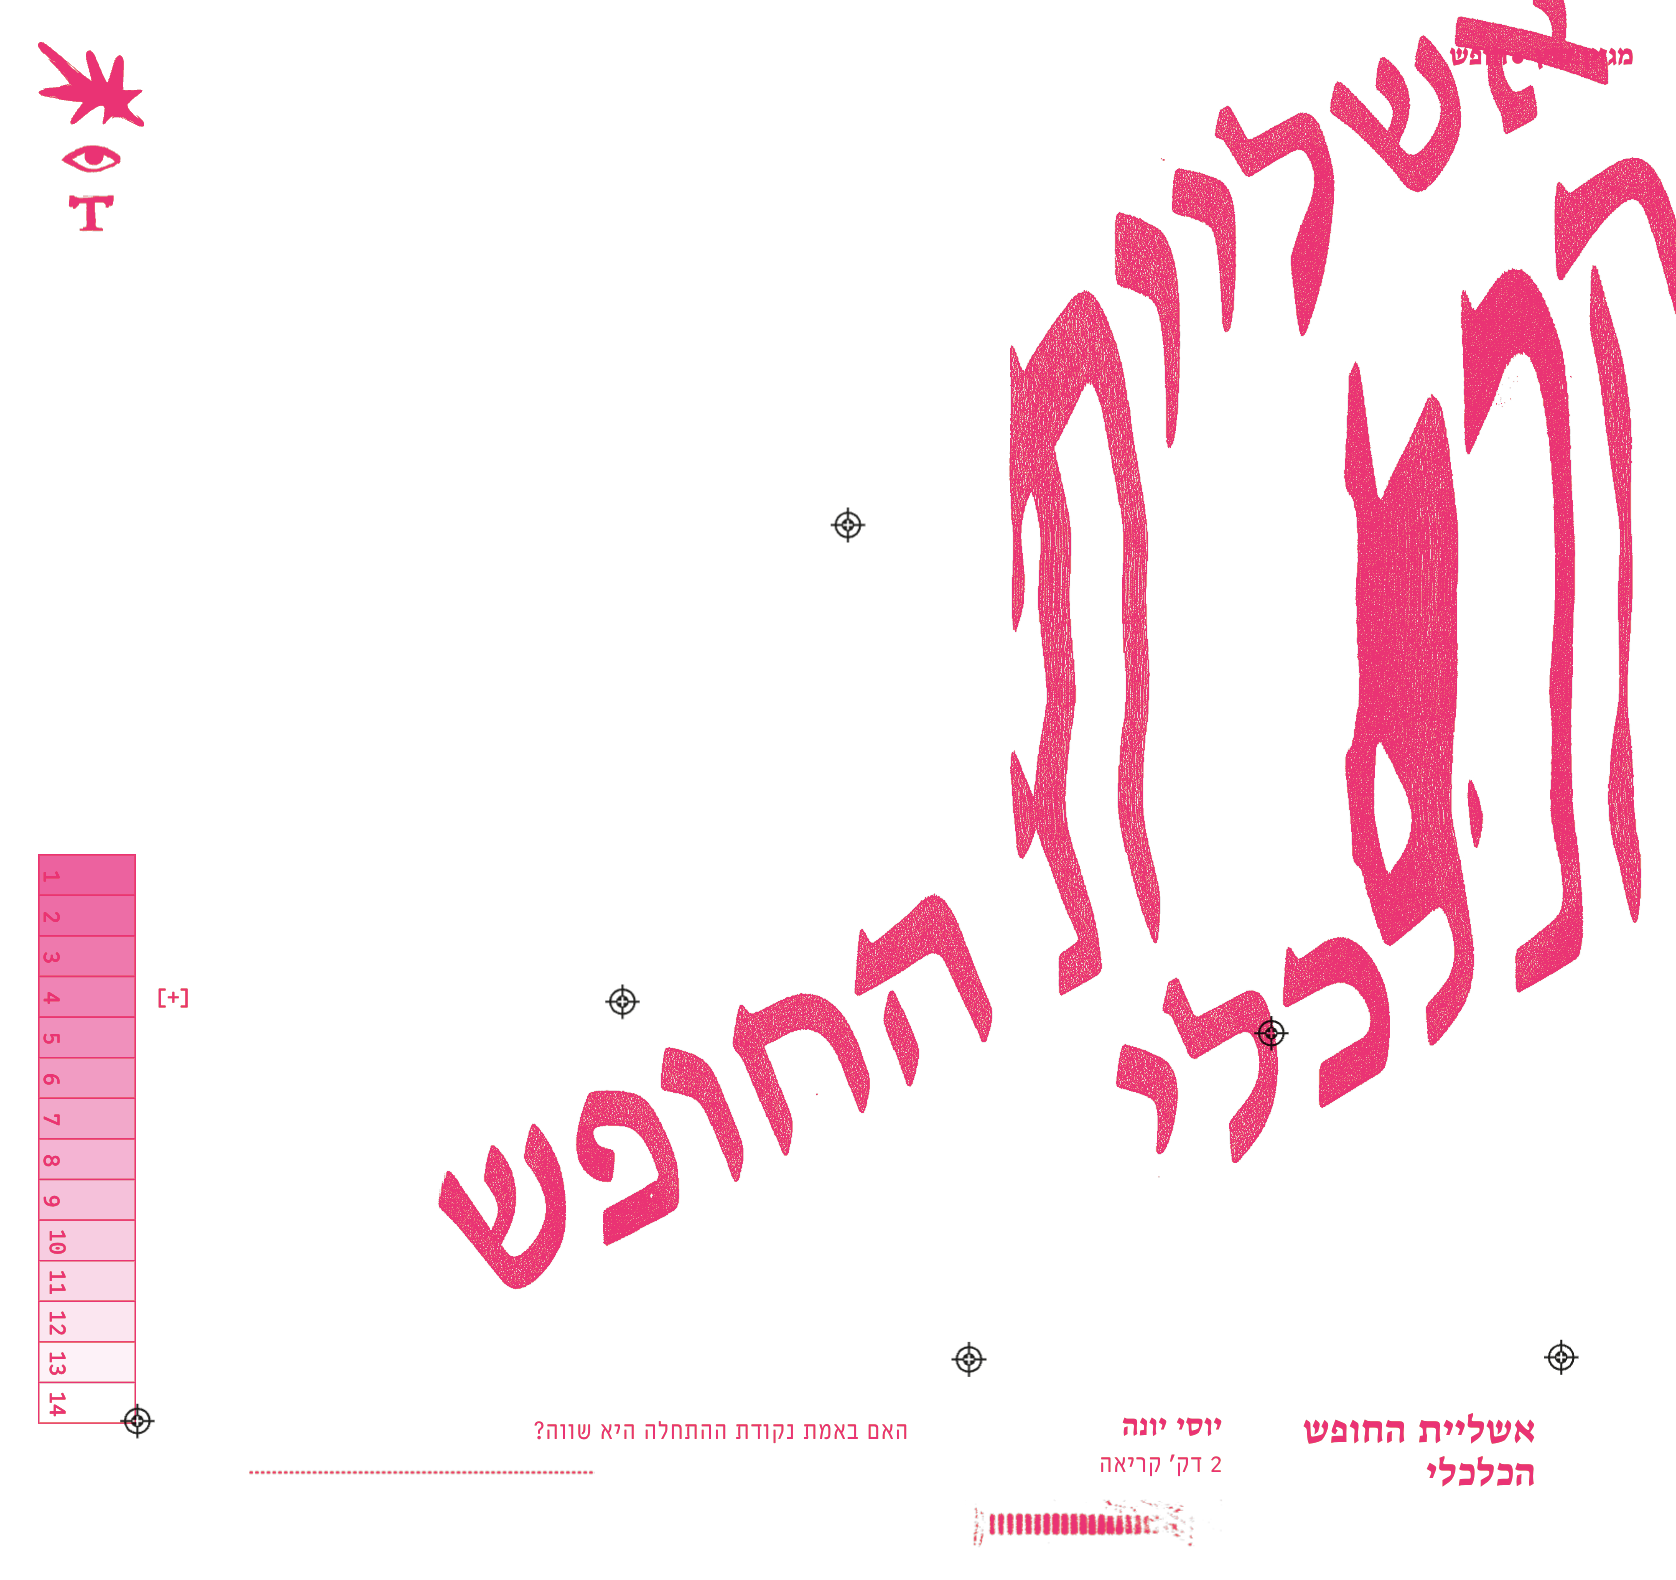 T
אשליית
החופש
הכלכלי
1
2
3
4
[+]
5
6
7
8
9
10
11
12
13
14
אשליית החופש
הכלכלי
יוסי יונה
2 דק' קריאה
האם באמת נקודת ההתחלה היא שווה?